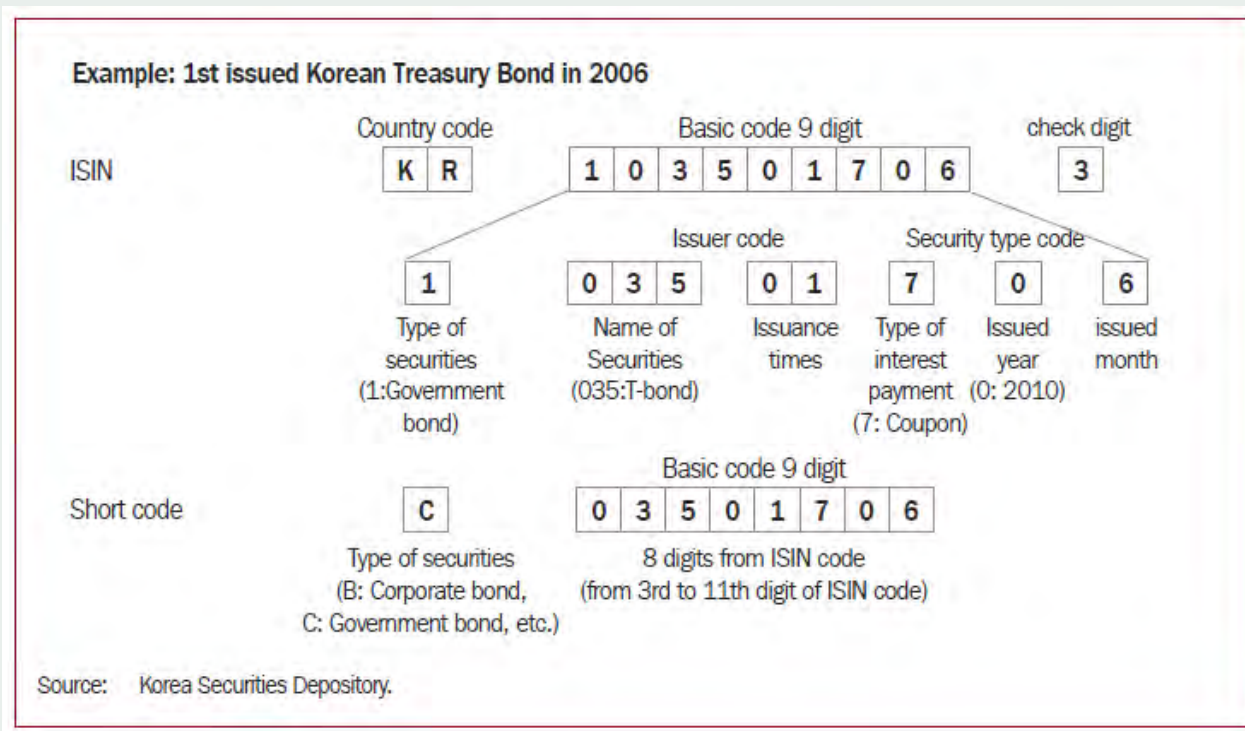 Example: 1st issued Korean Treasury Bond in 2006
Country code Basic code 9 digit check digit
ISIN K R 1 0 3 5 0 1 7 0 6 3
Issuer code Security type code
1 0 3 5 0 1 7 0 6
Type of Name of Issuance Type of Issued issued
securities Securities times interest year month
(1:Government (035:T-bond) payment (0: 2010)
bond) (7: Coupon)
Basic code 9 digit
Short code C 0 3 5 0 1 7 0 6
Type of securities 8 digits from ISIN code
(B: Corporate bond, (from 3rd to 11th digit of ISIN code)
C: Government bond, etc.)
Source: Korea Securities Depository.